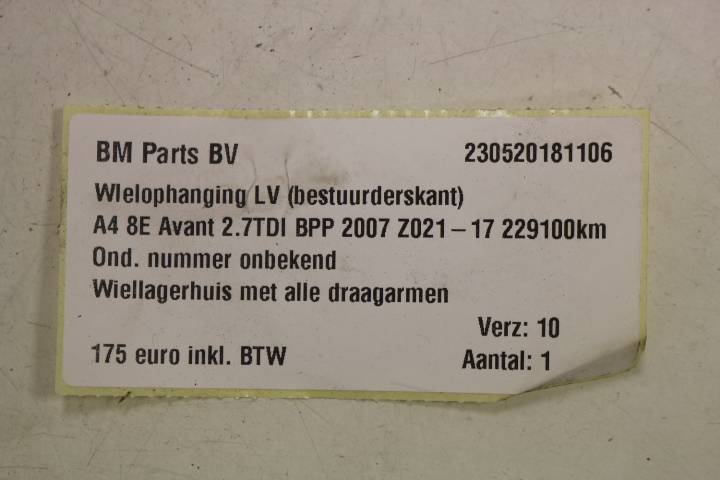 BM Parts BV 230520181106
WIelophanging LV (bestuurderskant)
A4 8E Avant 2.7TDI BPP 2007 Z021-17 229100km
Ond. nummer onbekend
Wiellagerhuis met alle draagarmen
Verz: 10
175 euro inkl. BTW Aantal: 1